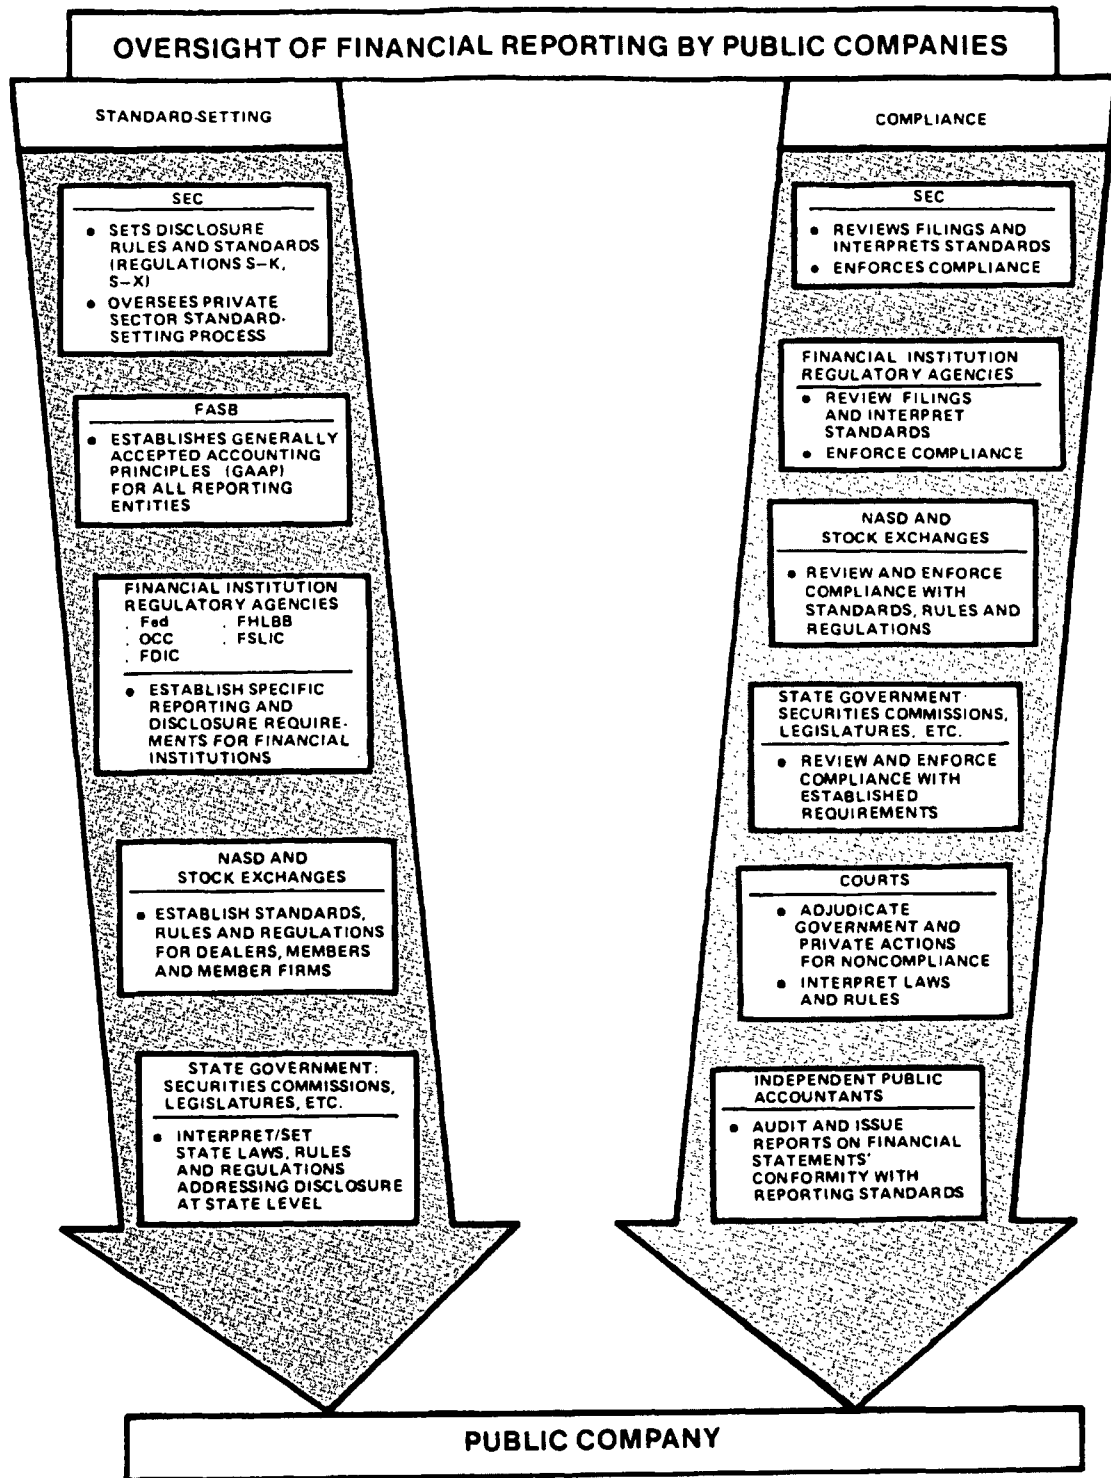 OVERSIGHT OF FINANCIAL REPORTING BY PUBLIC COMPANIES
STANDARD-SETTING
SEC
• SETS DISCLOSURE
RULES AND STANDARDS
(REGULATIONS S-K,
S-X)
• OVERSEES PRIVATE
SECTOR STANDARD-
SETTING PROCESS
FASB
• ESTABLISHES GENERALLY
ACCEPTED ACCOUNTING
PRINCIPLES (GAAP)
FOR ALL REPORTING
ENTITIES
FINANCIAL INSTITUTION
REGULATORY AGENCIES
. Fed . FHLBB
. OCC . FSLIC
. FDIC
• ESTABLISH SPECIFIC
REPORTING AND
DISCLOSURE REQUIRE-
MENTS FOR FINANCIAL
INSTITUTIONS
NASD AND
STOCK EXCHANGES
• ESTABLISH STANDARDS,
RULES AND REGULATIONS
FOR DEALERS, MEMBERS
AND MEMBER FIRMS
STATE GOVERNMENT:
SECURITIES COMMISSIONS,
LEGISLATURES, ETC.
• INTERPRET/SET
STATE LAWS, RULES
AND REGULATIONS
ADDRESSING DISCLOSURE
AT STATE LEVEL
COMPLIANCE
SEC
• REVIEWS FILINGS AND
INTERPRETS STANDARDS
• ENFORCES COMPLIANCE
FINANCIAL INSTITUTION
REGULATORY AGENCIES
• REVIEW FILINGS
AND INTERPRET
STANDARDS
• ENFORCE COMPLIANCE
NASD AND
STOCK EXCHANGES
• REVIEW AND ENFORCE
COMPLIANCE WITH
STANDARDS, RULES AND
REGULATIONS
STATE GOVERNMENT:
SECURITIES COMMISSIONS,
LEGISLATURES, ETC.
• REVIEW AND ENFORCE
COMPLIANCE WITH
ESTABLISHED
REQUIREMENTS
COURTS
• ADJUDICATE
GOVERNMENT AND
PRIVATE ACTIONS
FOR NONCOMPLIANCE
• INTERPRET LAWS
AND RULES
INDEPENDENT PUBLIC
ACCOUNTANTS
• AUDIT AND ISSUE
REPORTS ON FINANCIAL
STATEMENTS'
CONFORMITY WITH
REPORTING STANDARDS
PUBLIC COMPANY